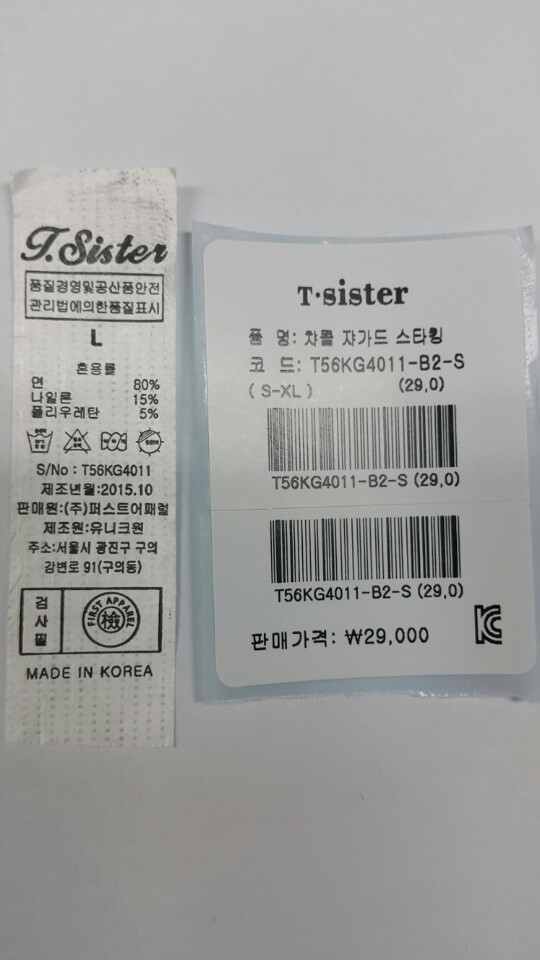 T.Sister
품질경영및공산품안전
관리법에의한품질표시
L
혼용률
면 80%
나일론 15%
폴리우레탄 5%
S/No : T56KG4011
제조년월:2015.10
판매원:(주)퍼스트어패럴
제조원:유니크원
주소:서울시 광진구 구의
강변로 91(구의동)
검사필
FIRST APPAREL
檢
MADE IN KOREA
T·sister
품 명: 차콜 쟈가드 스타킹
코 드: T56KG4011-B2-S
( S-XL ) (29,0)
T56KG4011-B2-S (29,0)
T56KG4011-B2-S (29,0)
판매가격: ₩29,000